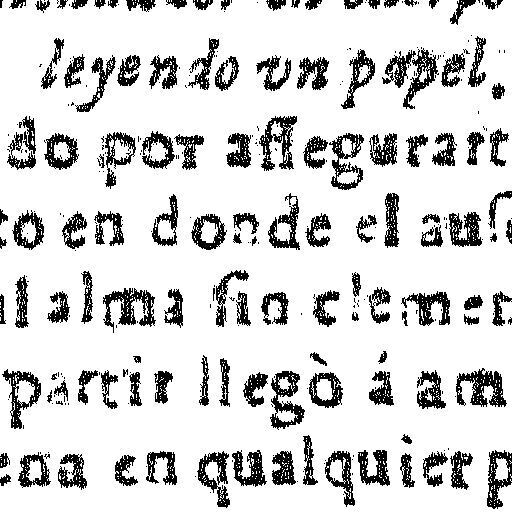 leyendo vn papel.
do por assegurart
to en donde el aus
al alma sin clemen
partir llegò á am
ena en qualquier p